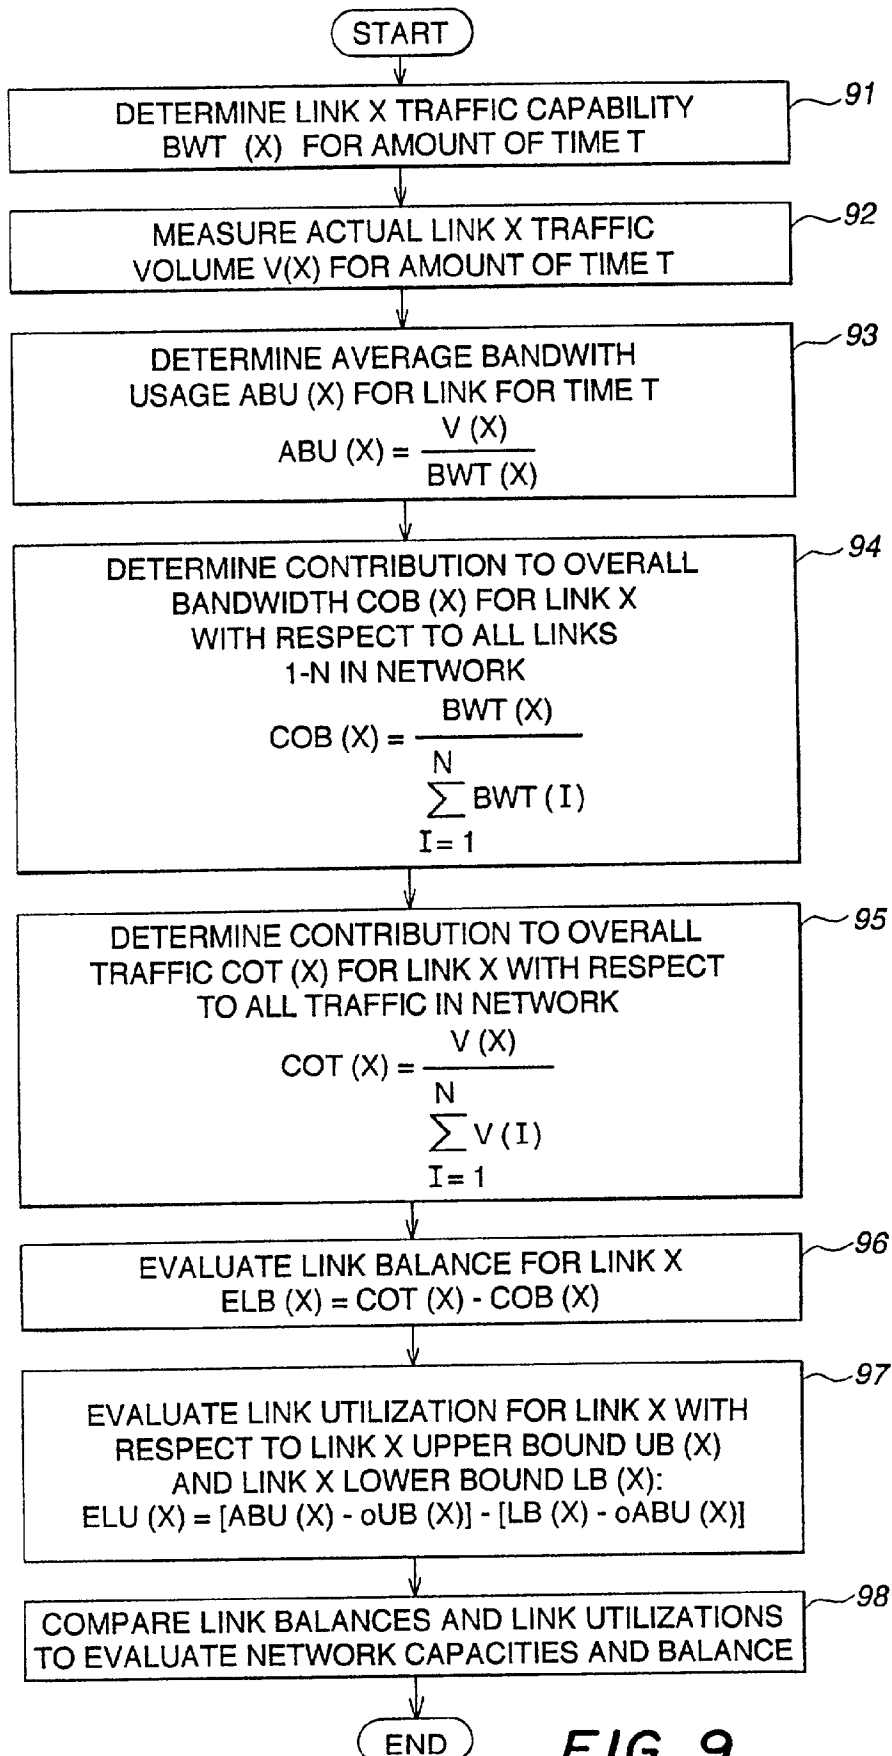 START
DETERMINE LINK X TRAFFIC CAPABILITY
BWT (X) FOR AMOUNT OF TIME T
91
MEASURE ACTUAL LINK X TRAFFIC
VOLUME V(X) FOR AMOUNT OF TIME T
92
DETERMINE AVERAGE BANDWITH
USAGE ABU (X) FOR LINK FOR TIME T
ABU (X) = V (X)
BWT (X)
93
DETERMINE CONTRIBUTION TO OVERALL
BANDWIDTH COB (X) FOR LINK X
WITH RESPECT TO ALL LINKS
1-N IN NETWORK
COB (X) = BWT (X)
N
∑ BWT (I)
I = 1
94
DETERMINE CONTRIBUTION TO OVERALL
TRAFFIC COT (X) FOR LINK X WITH RESPECT
TO ALL TRAFFIC IN NETWORK
COT (X) = V (X)
N
∑ V (I)
I = 1
95
EVALUATE LINK BALANCE FOR LINK X
ELB (X) = COT (X) - COB (X)
96
EVALUATE LINK UTILIZATION FOR LINK X WITH
RESPECT TO LINK X UPPER BOUND UB (X)
AND LINK X LOWER BOUND LB (X):
ELU (X) = [ABU (X) - oUB (X)] - [LB (X) - oABU (X)]
97
COMPARE LINK BALANCES AND LINK UTILIZATIONS
TO EVALUATE NETWORK CAPACITIES AND BALANCE
98
END
FIG. 9